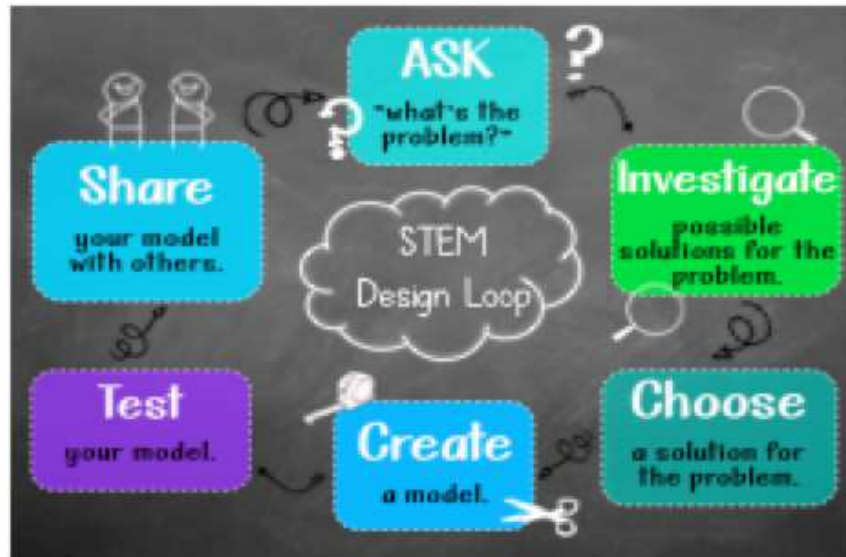 ASK
"what's the
problem?"
Investigate
possible
solutions for the
problem.
Choose
a solution for
the problem.
Create
a model.
Test
your model.
Share
your model
with others.
STEM
Design Loop